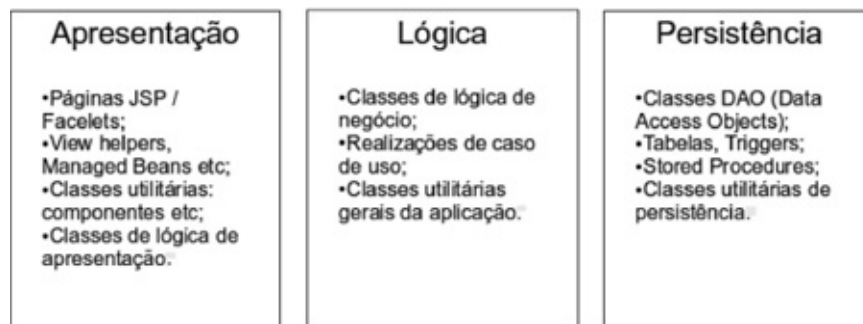 Apresentação
•Páginas JSP /
Facelets;
•View helpers,
Managed Beans etc;
•Classes utilitárias:
componentes etc;
•Classes de lógica de
apresentação.
Lógica
•Classes de lógica de
negócio;
•Realizações de caso
de uso;
•Classes utilitárias
gerais da aplicação.
Persistência
•Classes DAO (Data
Access Objects);
•Tabelas, Triggers;
•Stored Procedures;
•Classes utilitárias de
persistência.